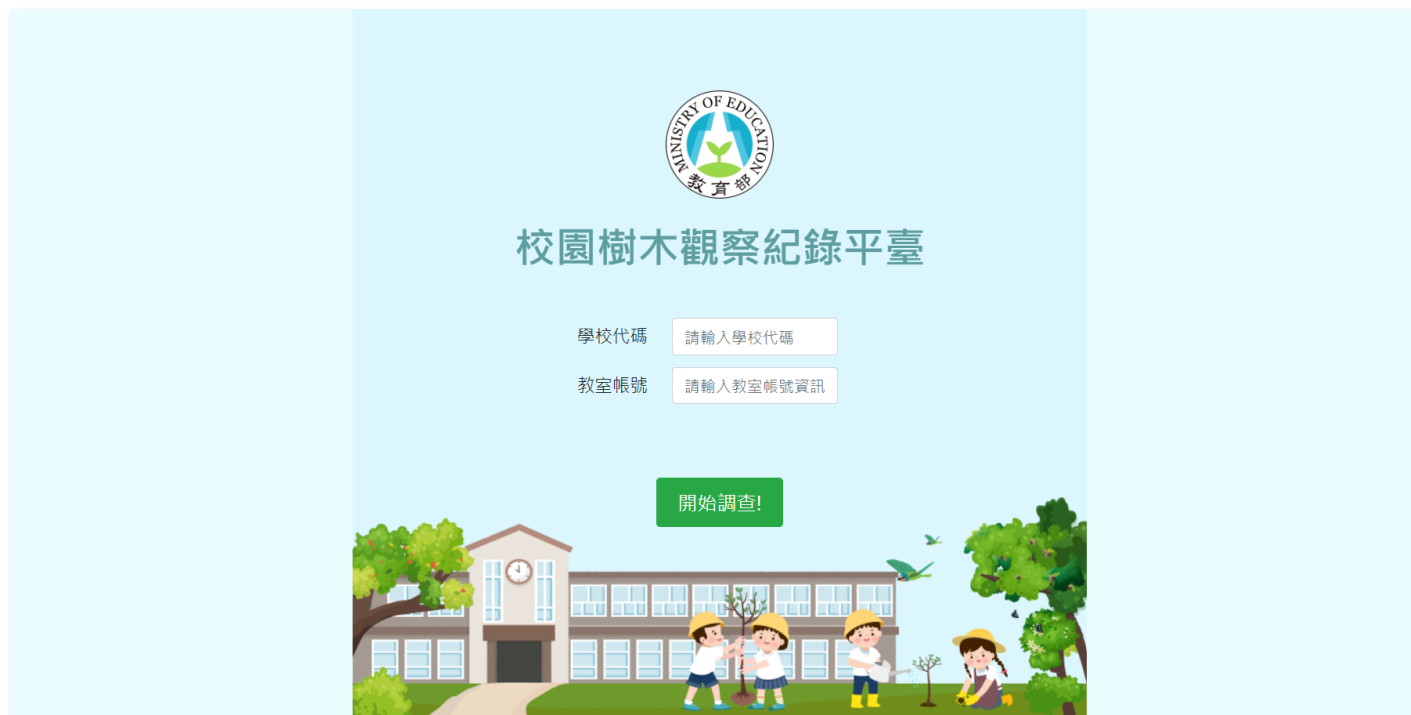 MINISTRY OF EDUCATION
教育部
校園樹木觀察紀錄平臺
學校代碼 請輸入學校代碼
教室帳號 請輸入教室帳號資訊
開始調查!